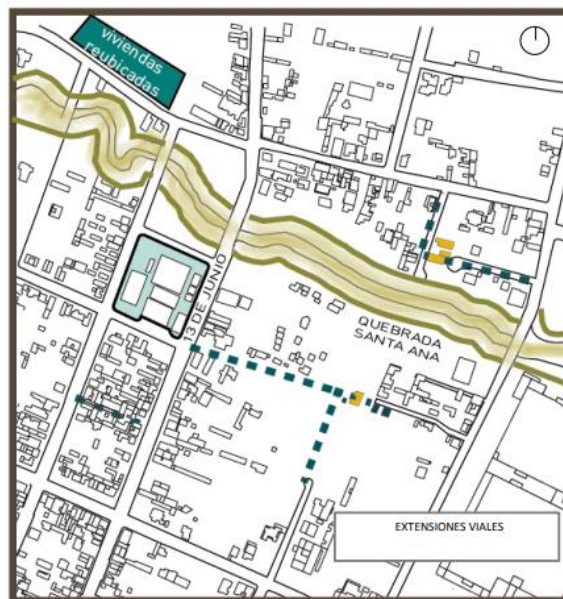 viviendas
reubicadas
13 DE JUNIO
QUEBRADA
SANTA ANA
EXTENSIONES VIALES